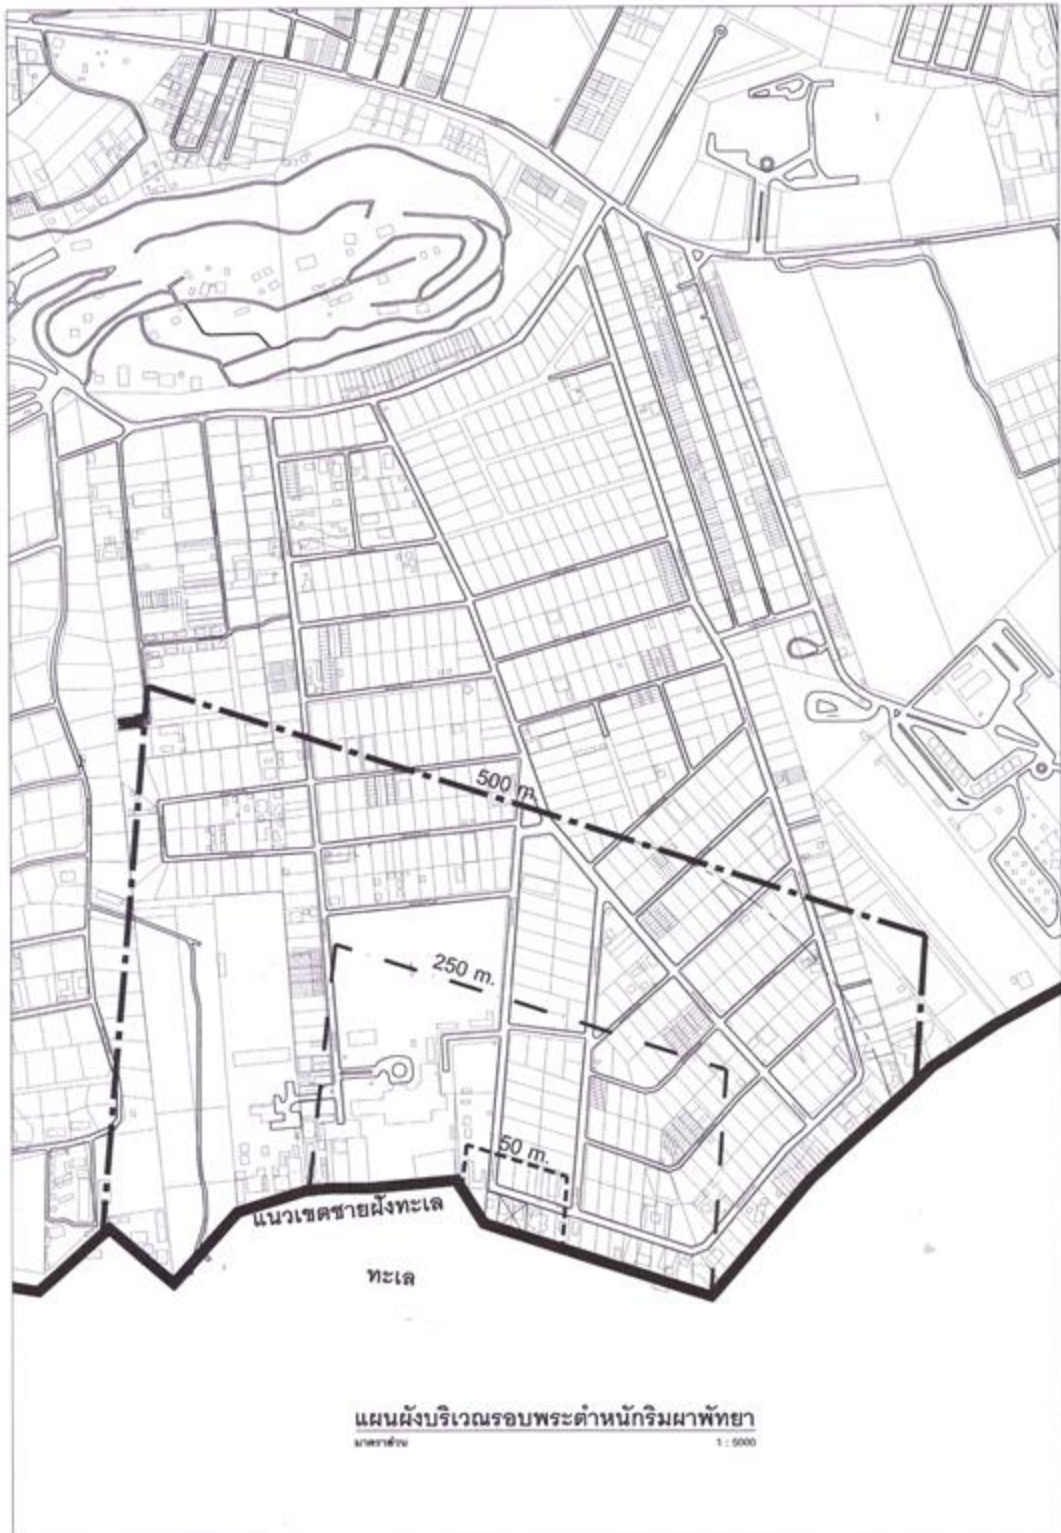 500 m.
250 m.
50 m.
แนวเขตชายฝั่งทะเล
ทะเล
แผนผังบริเวณรอบพระตำหนักริมผาพัทยา
มาตราส่วน 1 : 5000